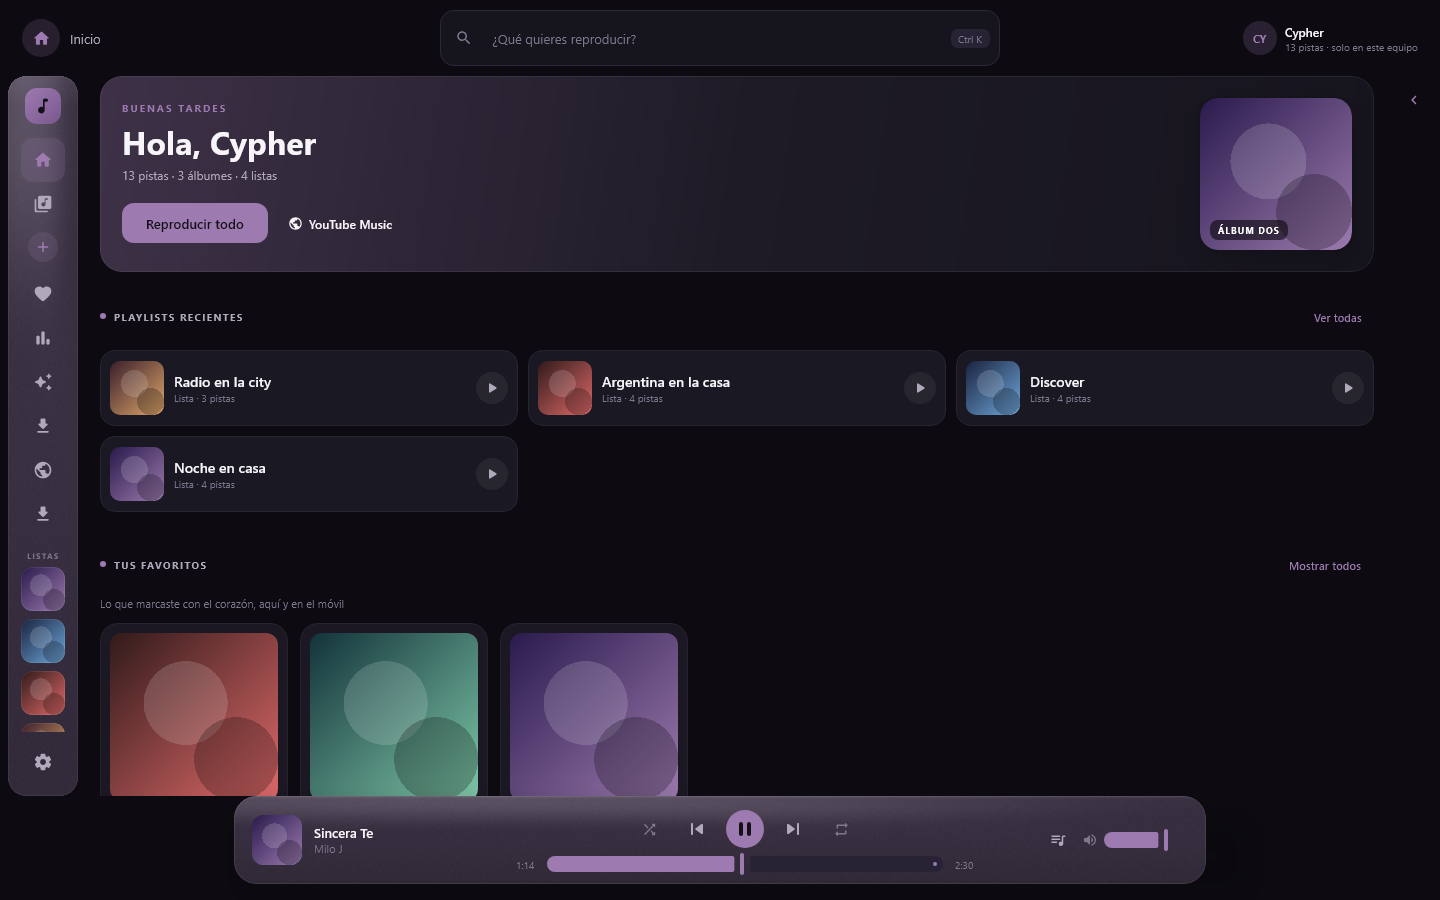 Inicio
¿Qué quieres reproducir?
Ctrl K
CY
Cypher
13 pistas · solo en este equipo
BUENAS TARDES
Hola, Cypher
13 pistas · 3 álbumes · 4 listas
Reproducir todo
YouTube Music
ÁLBUM DOS
PLAYLISTS RECIENTES
Ver todas
Radio en la city
Lista · 3 pistas
Argentina en la casa
Lista · 4 pistas
Discover
Lista · 4 pistas
Noche en casa
Lista · 4 pistas
LISTAS
TUS FAVORITOS
Mostrar todos
Lo que marcaste con el corazón, aquí y en el móvil
Sincera Te
Milo J
1:14
2:30